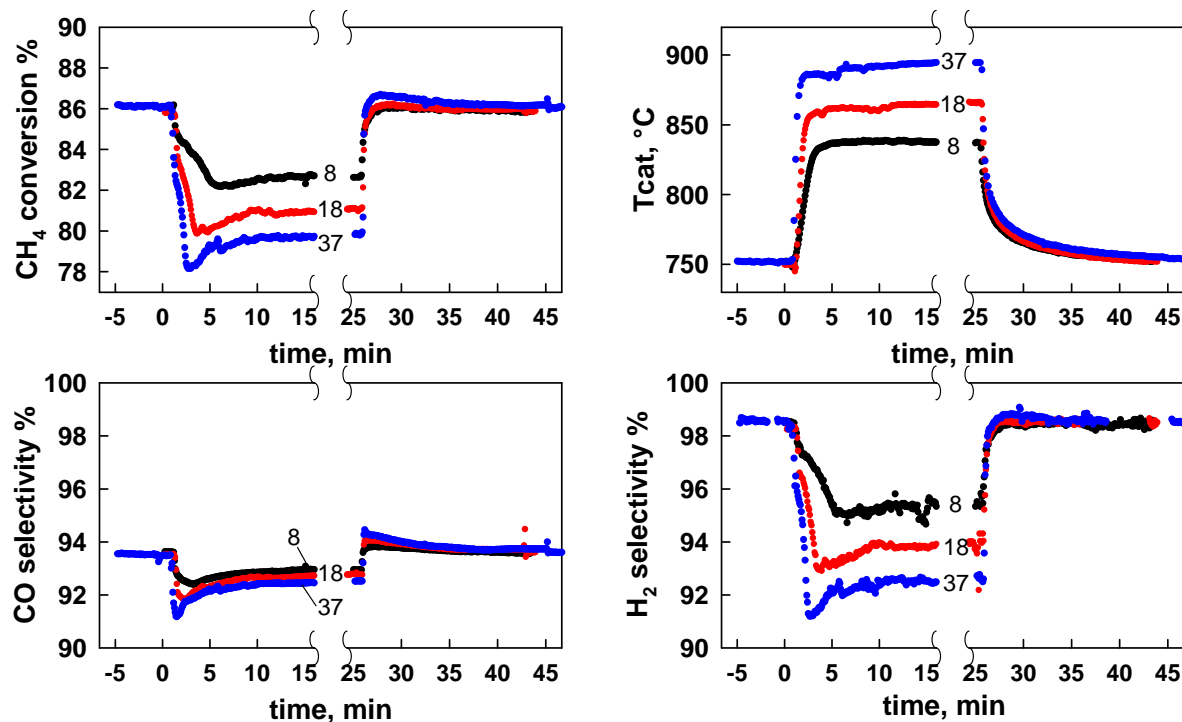 90
88
86
84
82
80
78
CH4 conversion %
8
18
37
-5 0 5 10 15 25 30 35 40 45
time, min
900
850
800
750
Tcat, °C
37
18
8
-5 0 5 10 15 25 30 35 40 45
time, min
100
98
96
94
92
90
CO selectivity %
8
18
37
-5 0 5 10 15 25 30 35 40 45
time, min
100
98
96
94
92
90
H2 selectivity %
8
18
37
-5 0 5 10 15 25 30 35 40 45
time, min